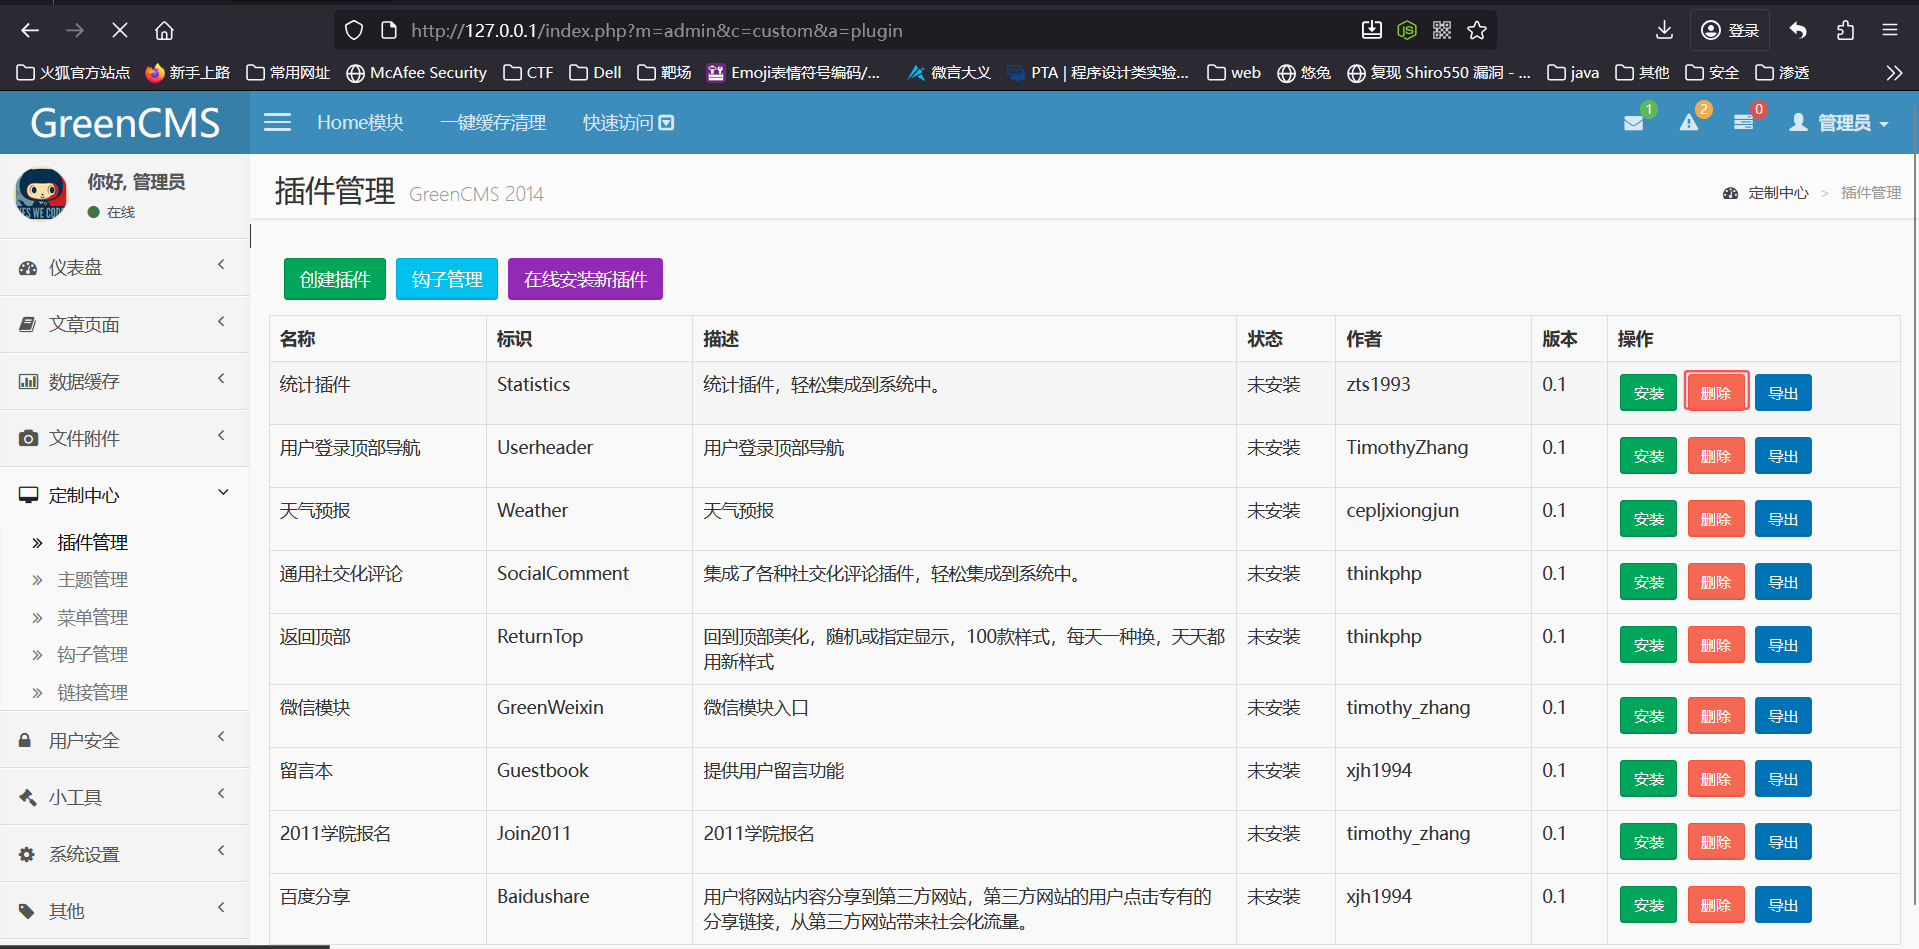 http://127.0.0.1/index.php?m=admin&c=custom&a=plugin
登录
火狐官方站点 新手上路 常用网址 McAfee Security CTF Dell 靶场 Emoji表情符号编码/... 微言大义 PTA | 程序设计类实验... web 悠兔 复现 Shiro550 漏洞 - ... java 其他 安全 渗透
GreenCMS Home模块 一键缓存清理 快速访问 1 2 0 管理员
你好, 管理员
在线
插件管理 GreenCMS 2014
定制中心 > 插件管理
仪表盘
文章页面
数据缓存
文件附件
定制中心
插件管理
主题管理
菜单管理
钩子管理
链接管理
用户安全
小工具
系统设置
其他
创建插件 钩子管理 在线安装新插件
名称 标识 描述 状态 作者 版本 操作
统计插件 Statistics 统计插件，轻松集成到系统中。 未安装 zts1993 0.1 安装 删除 导出
用户登录顶部导航 Userheader 用户登录顶部导航 未安装 TimothyZhang 0.1 安装 删除 导出
天气预报 Weather 天气预报 未安装 cepljxiongjun 0.1 安装 删除 导出
通用社交化评论 SocialComment 集成了各种社交化评论插件，轻松集成到系统中。 未安装 thinkphp 0.1 安装 删除 导出
返回顶部 ReturnTop 回到顶部美化，随机或指定显示，100款样式，每天一种换，天天都
用新样式 未安装 thinkphp 0.1 安装 删除 导出
微信模块 GreenWeixin 微信模块入口 未安装 timothy_zhang 0.1 安装 删除 导出
留言本 Guestbook 提供用户留言功能 未安装 xjh1994 0.1 安装 删除 导出
2011学院报名 Join2011 2011学院报名 未安装 timothy_zhang 0.1 安装 删除 导出
百度分享 Baidushare 用户将网站内容分享到第三方网站，第三方网站的用户点击专有的
分享链接，从第三方网站带来社会化流量。 未安装 xjh1994 0.1 安装 删除 导出